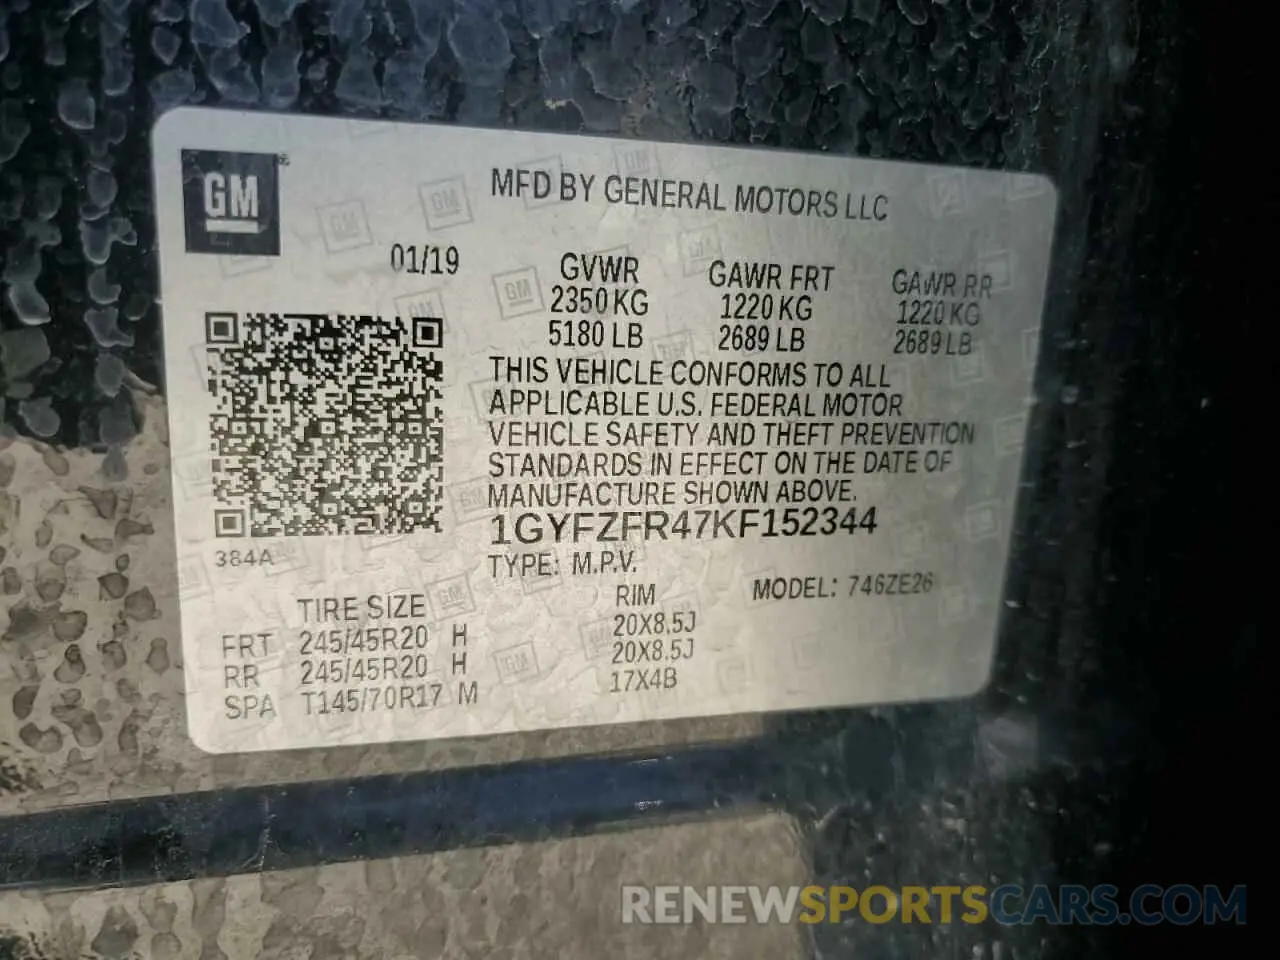 GM
MFD BY GENERAL MOTORS LLC
01/19
GVWR GAWR FRT GAWR RR
2350 KG 1220 KG 1220 KG
5180 LB 2689 LB 2689 LB
THIS VEHICLE CONFORMS TO ALL
APPLICABLE U.S. FEDERAL MOTOR
VEHICLE SAFETY AND THEFT PREVENTION
STANDARDS IN EFFECT ON THE DATE OF
MANUFACTURE SHOWN ABOVE.
1GYFZFR47KF152344
384A
TYPE: M.P.V.
MODEL: 746ZE26
TIRE SIZE RIM
FRT 245/45R20 H 20X8.5J
RR 245/45R20 H 20X8.5J
SPA T145/70R17 M 17X4B
RENEWSPORTSCARS.COM